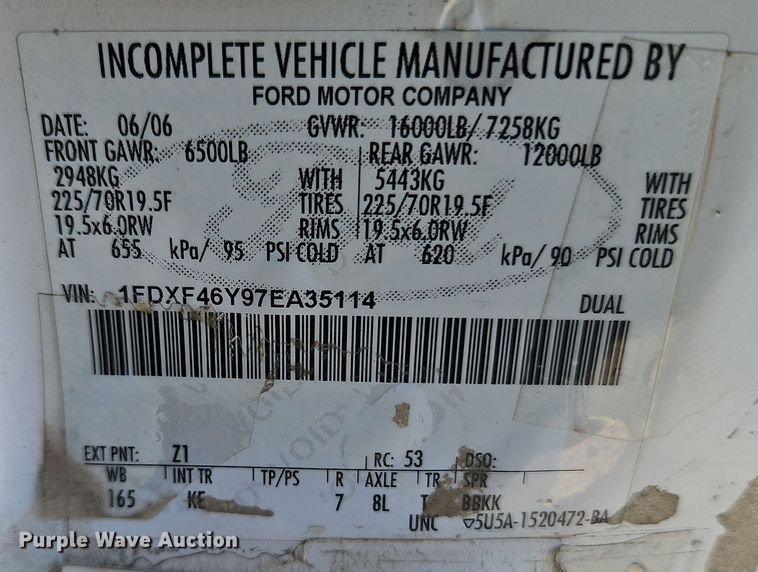 INCOMPLETE VEHICLE MANUFACTURED BY
FORD MOTOR COMPANY
DATE: 06/06 GVWR: 16000LB/ 7258KG
FRONT GAWR: 6500LB REAR GAWR: 12000LB
2948KG WITH 5443KG WITH
225/70R19.5F TIRES 225/70R19.5F TIRES
19.5x6.0RW RIMS 19.5x6.0RW RIMS
AT 655 kPa/ 95 PSI COLD AT 620 kPa/ 90 PSI COLD
VIN: 1FDXF46Y97EA35114 DUAL
EXT PNT: Z1 RC: 53 DSO:
WB INT TR TP/PS R AXLE TR SPR
165 KE 7 8L T BBKK
UNC ▽5U5A-1520472-BA
Purple Wave Auction